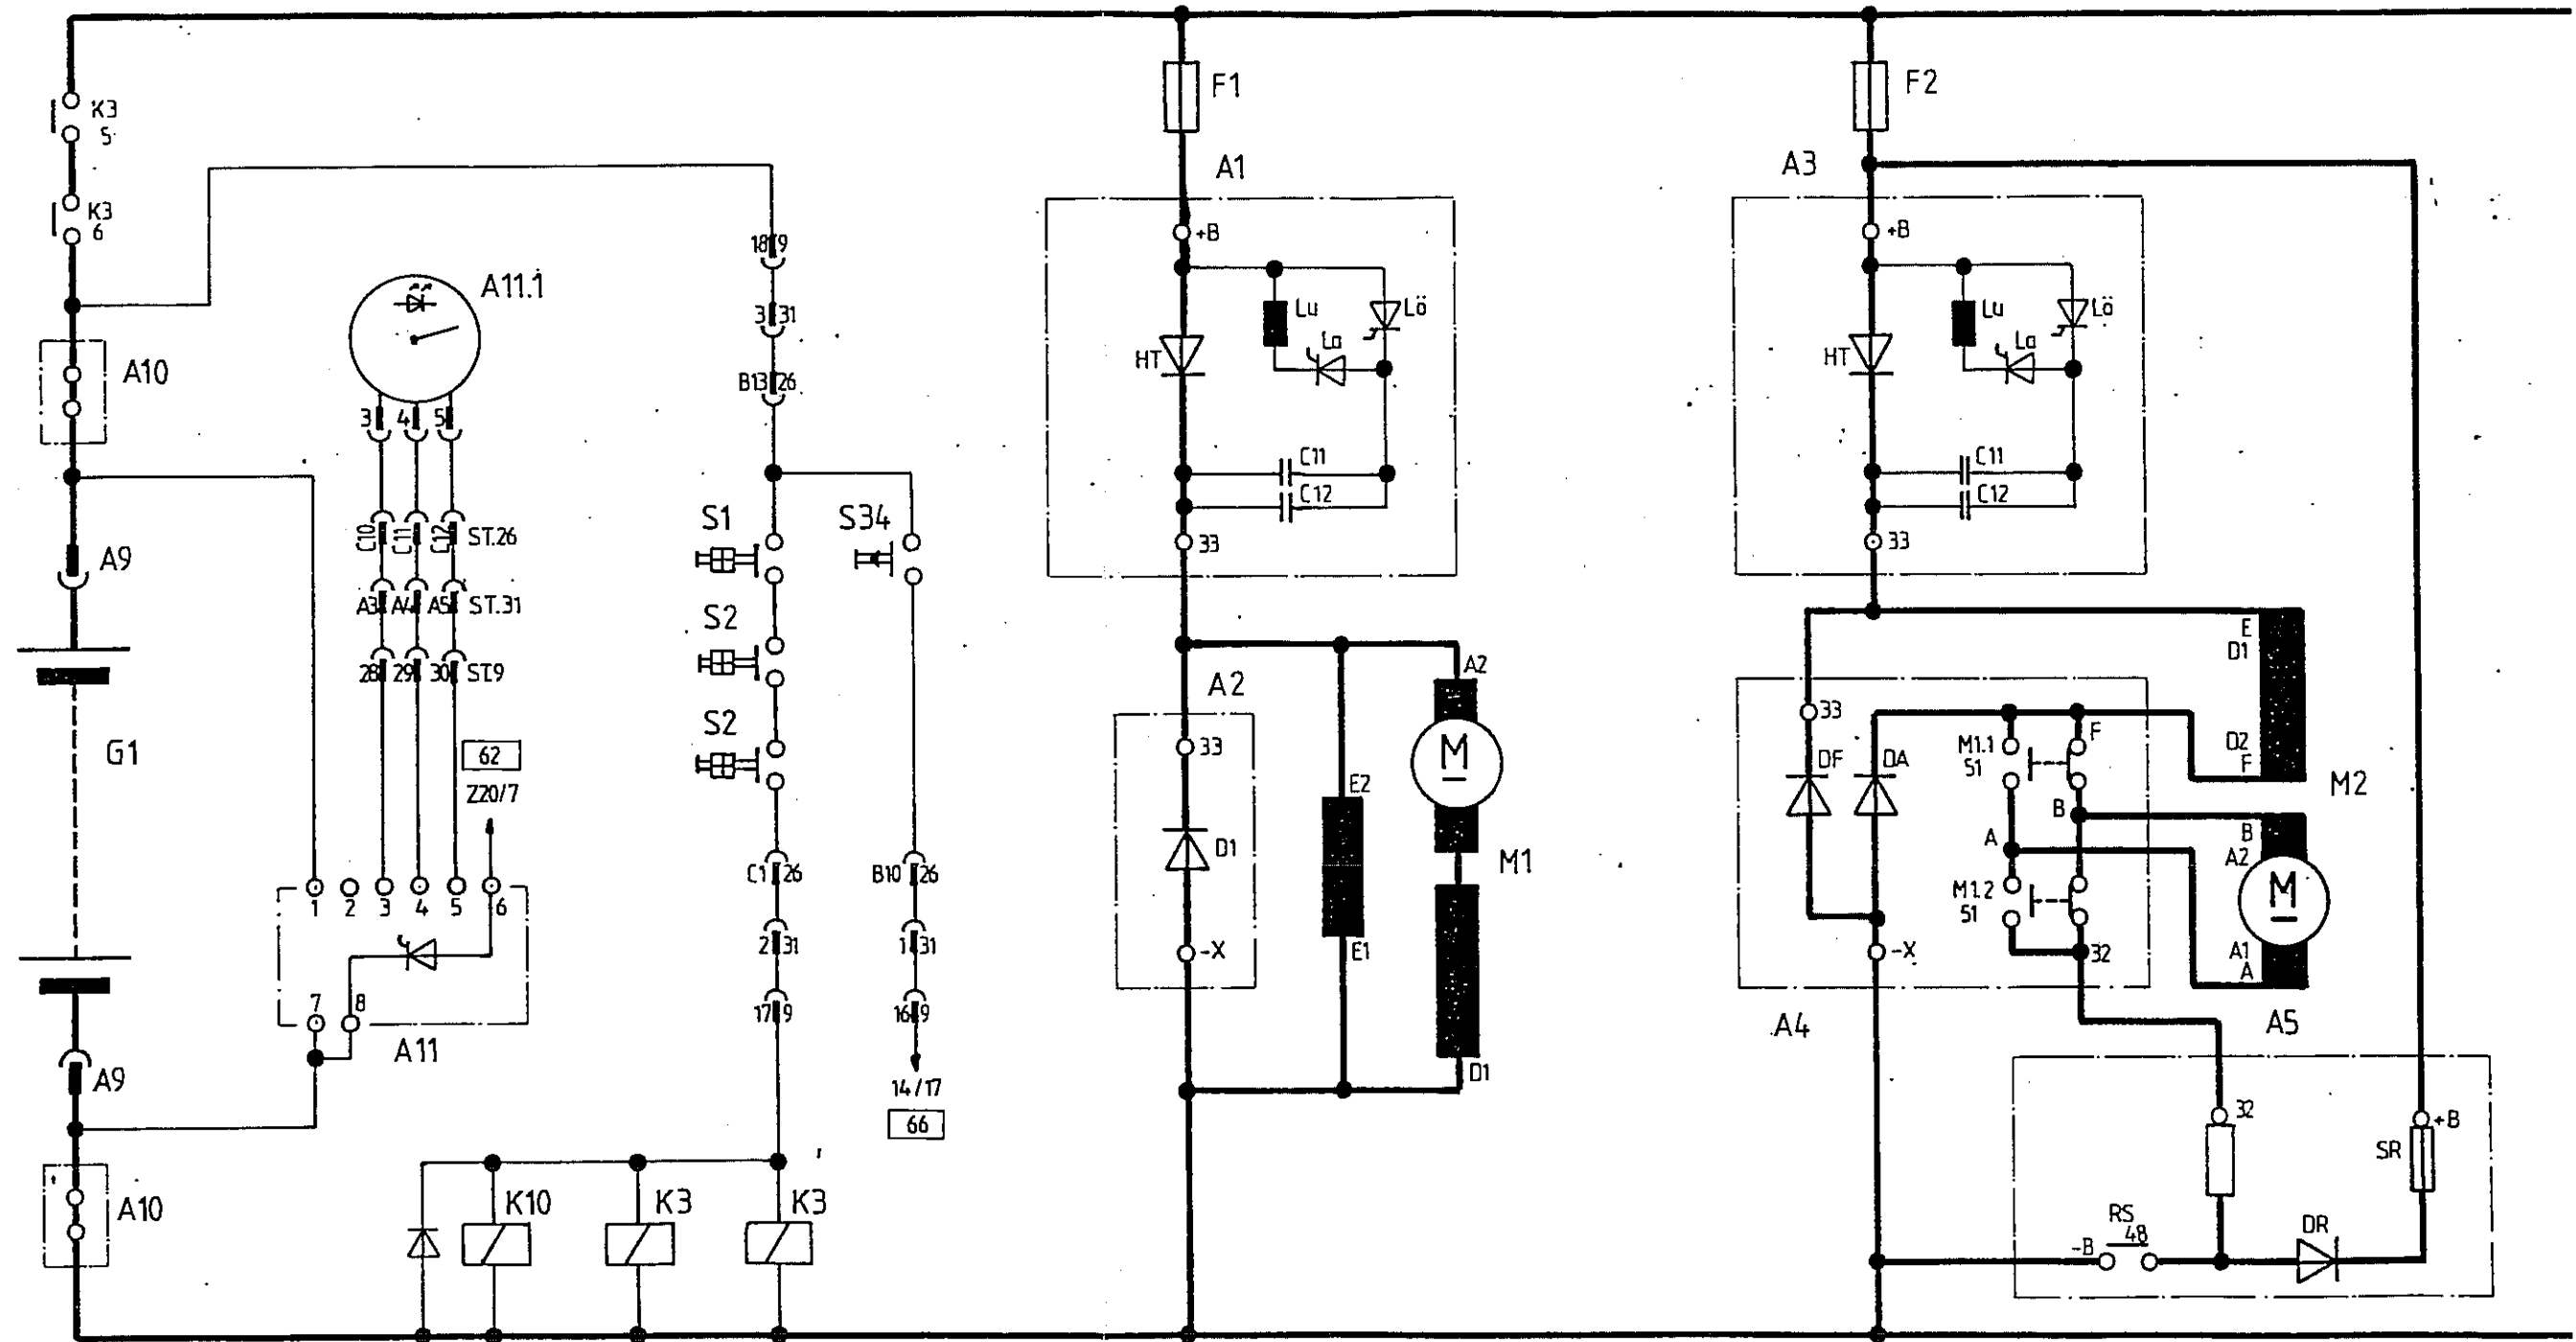 K3
5
K3
6
A10
A9
G1
A9
A10
A11.1
3 4 5
C10 C11 C12 ST.26
A3 A4 A5 ST.31
28 29 30 ST.9
62
Z20/7
1 2 3 4 5 6
7 8
A11
18 9
3 31
B13 26
S1
S34
S2
S2
C1 26
B10 26
2 31
1 31
17 9
16 9
14/17
66
K10
K3
K3
F1
A1
+B
Lu
Lö
La
HT
C11
C12
33
A2
A2
33
M
E2
D1
M1
E1
-X
D1
F2
A3
+B
Lu
Lö
La
HT
C11
C12
33
E
D1
33
F
M1.1
51
D2
F
DF
DA
M2
B
B
A
A2
M
M1.2
51
A1
A
32
-X
A4
A5
32
+B
SR
RS
48
DR
-B